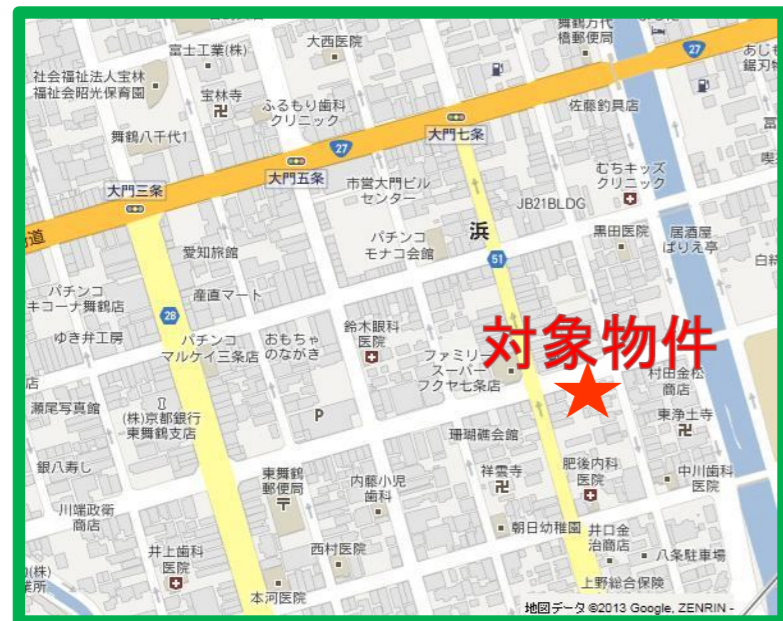 舞鶴万代
橋郵便局
富士工業(株)
大西医院
27
あじも
鋸刃物
社会福祉法人宝林
福祉会昭光保育園
宝林寺
ふるもり歯科
クリニック
佐藤釣具店
大門七条
舞鶴八千代1
27
大門五条
大門三条
市営大門ビル
センター
むちキッズ
クリニック
JB21BLDG
道
愛知旅館
パチンコ
モナコ会館
浜
黒田医院
居酒屋
ぱりえ亭
51
パチンコ
キコーナ舞鶴店
産直マート
28
ゆき弁工房
パチンコ
マルケイ三条店
おもちゃ
のながき
鈴木眼科
医院
対象物件
ファミリー
スーパー
フクヤ七条店
村田金松
商店
店
瀬尾写真館
(株)京都銀行
東舞鶴支店
P
東浄土寺
珊瑚礁会館
銀八寿し
東舞鶴
郵便局
内藤小児
歯科
祥雲寺
肥後内科
医院
中川歯科
医院
川端政衛
商店
朝日幼稚園
井口金
治商店
井上歯科
医院
西村医院
八条駐車場
(株)
業所
本河医院
上野総合保険
地図データ ©2013 Google, ZENRIN -